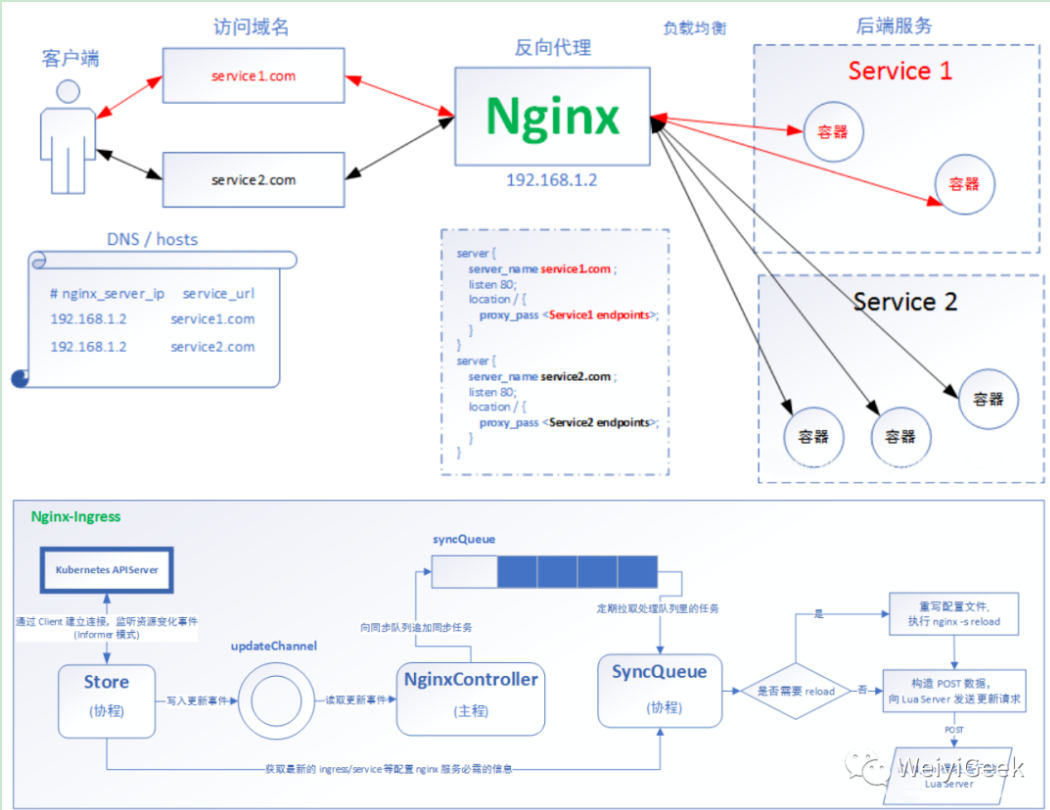 访问域名
负载均衡
后端服务
客户端
反向代理
service1.com
Nginx
192.168.1.2
service2.com
Service 1
容器
容器
DNS / hosts
# nginx_server_ip service_url
192.168.1.2 service1.com
192.168.1.2 service2.com
server {
server_name service1.com ;
listen 80;
location / {
proxy_pass <Service1 endpoints>;
}
}
server {
server_name service2.com ;
listen 80;
location / {
proxy_pass <Service2 endpoints>;
}
}
Service 2
容器
容器
容器
Nginx-Ingress
Kubernetes APIServer
通过 Client 建立连接，监听资源变化事件
(Informer 模式)
Store
(协程)
写入更新事件
updateChannel
读取更新事件
NginxController
(主程)
向同步队列追加同步任务
syncQueue
定期拉取处理队列里的任务
SyncQueue
(协程)
获取最新的 ingress/service 等配置 nginx 服务必需的信息
是否需要 reload
是
重写配置文件,
执行 nginx -s reload
否
构造 POST 数据，
向 Lua Server 发送更新请求
POST
Lua Server
WeiyiGeek